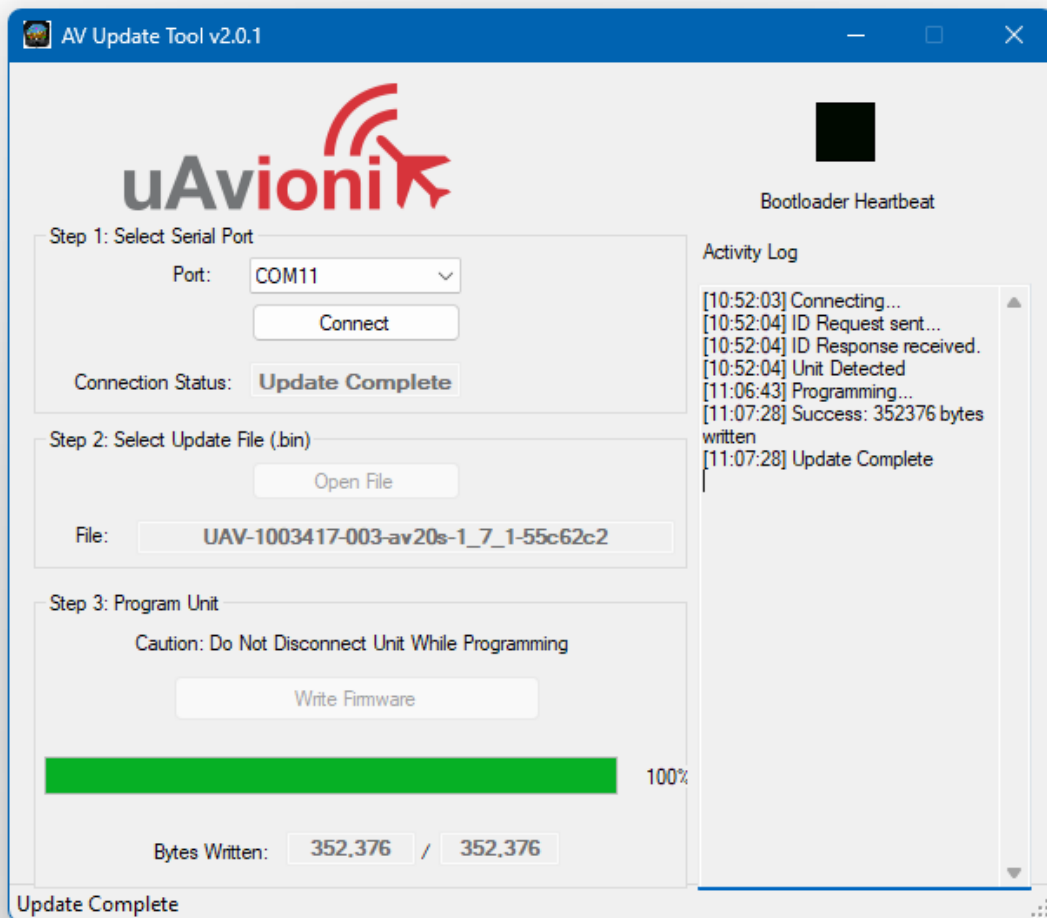 AV Update Tool v2.0.1
uAvionix
Bootloader Heartbeat
Step 1: Select Serial Port
Port:
COM11
Connect
Connection Status:
Update Complete
Activity Log
[10:52:03] Connecting...
[10:52:04] ID Request sent...
[10:52:04] ID Response received.
[10:52:04] Unit Detected
[11:06:43] Programming...
[11:07:28] Success: 352376 bytes
written
[11:07:28] Update Complete
Step 2: Select Update File (.bin)
Open File
File:
UAV-1003417-003-av20s-1_7_1-55c62c2
Step 3: Program Unit
Caution: Do Not Disconnect Unit While Programming
Write Firmware
100%
Bytes Written:
352,376 / 352,376
Update Complete